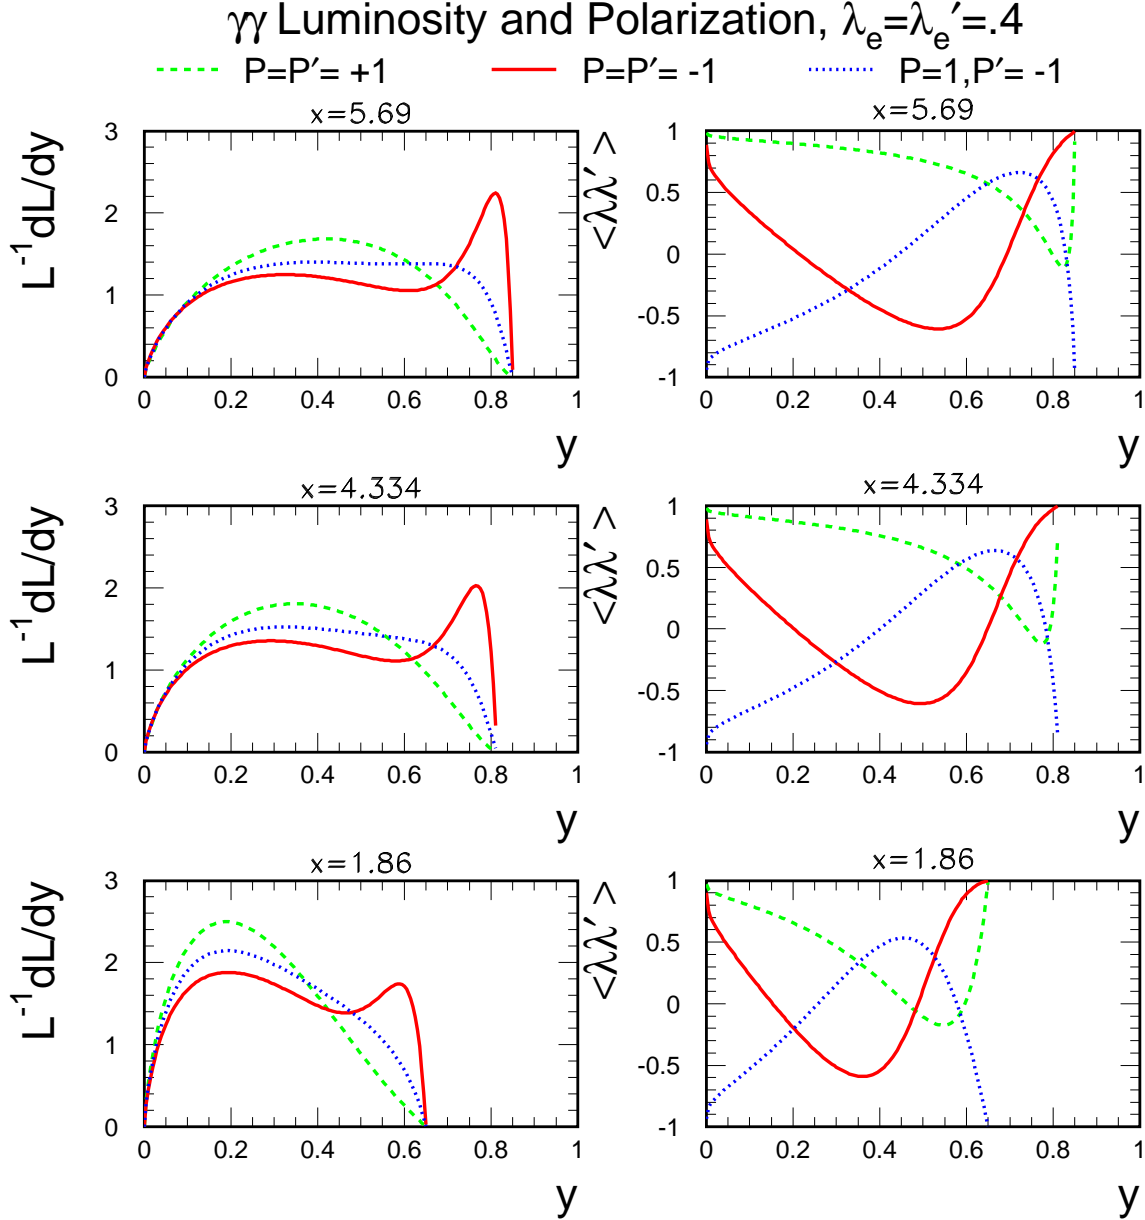 γγ Luminosity and Polarization, λe=λe′=.4
P=P′= +1 P=P′= -1 P=1,P′= -1
x=5.69 x=5.69
L-1 dL/dy
3
2
1
0
0 0.2 0.4 0.6 0.8 1
y
<λλ′>
1
0.5
0
-0.5
-1
0 0.2 0.4 0.6 0.8 1
y
x=4.334 x=4.334
L-1 dL/dy
3
2
1
0
0 0.2 0.4 0.6 0.8 1
y
<λλ′>
1
0.5
0
-0.5
-1
0 0.2 0.4 0.6 0.8 1
y
x=1.86 x=1.86
L-1 dL/dy
3
2
1
0
0 0.2 0.4 0.6 0.8 1
y
<λλ′>
1
0.5
0
-0.5
-1
0 0.2 0.4 0.6 0.8 1
y